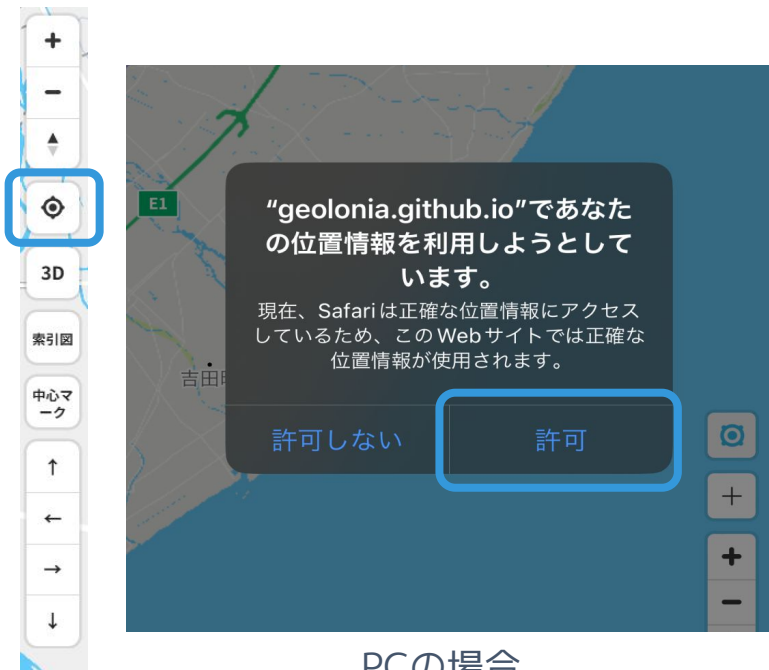 +
−
3D
索引図
中心マ
ーク
↑
←
→
↓
E1
"geolonia.github.io"であなた
の位置情報を利用しようとして
います。
現在、Safariは正確な位置情報にアクセス
しているため、このWebサイトでは正確な
位置情報が使用されます。
吉田
許可しない
許可
+
+
−
PCの場合